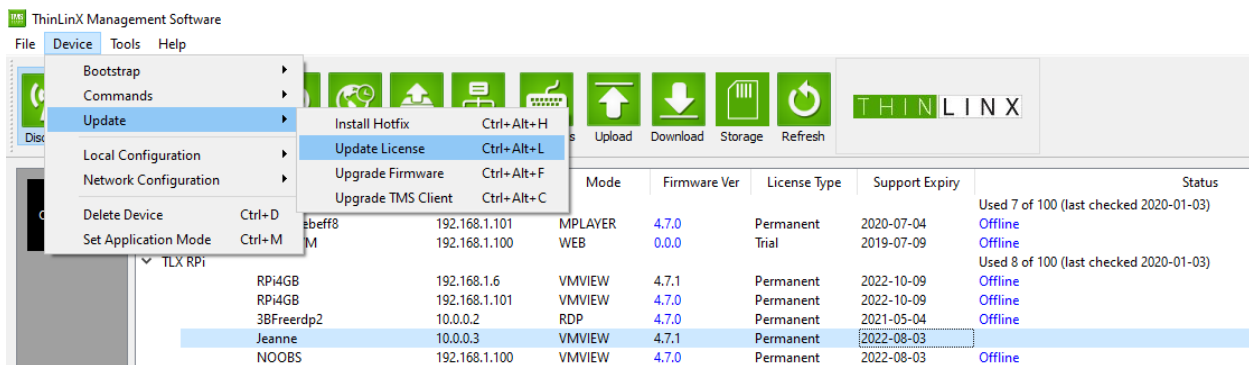 ThinLinX Management Software
File Device Tools Help
Bootstrap
Commands
Update
Local Configuration
Network Configuration
Delete Device Ctrl+D
Set Application Mode Ctrl+M
Install Hotfix Ctrl+Alt+H
Update License Ctrl+Alt+L
Upgrade Firmware Ctrl+Alt+F
Upgrade TMS Client Ctrl+Alt+C
Upload Download Storage Refresh
THINLINX
Mode Firmware Ver License Type Support Expiry Status
Used 7 of 100 (last checked 2020-01-03)
192.168.1.101 MPLAYER 4.7.0 Permanent 2020-07-04 Offline
192.168.1.100 WEB 0.0.0 Trial 2019-07-09 Offline
TLX RPi Used 8 of 100 (last checked 2020-01-03)
RPi4GB 192.168.1.6 VMVIEW 4.7.1 Permanent 2022-10-09 Offline
RPi4GB 192.168.1.101 VMVIEW 4.7.0 Permanent 2022-10-09 Offline
3BFreerdp2 10.0.0.2 RDP 4.7.0 Permanent 2021-05-04 Offline
Jeanne 10.0.0.3 VMVIEW 4.7.1 Permanent 2022-08-03
NOOBS 192.168.1.100 VMVIEW 4.7.0 Permanent 2022-08-03 Offline